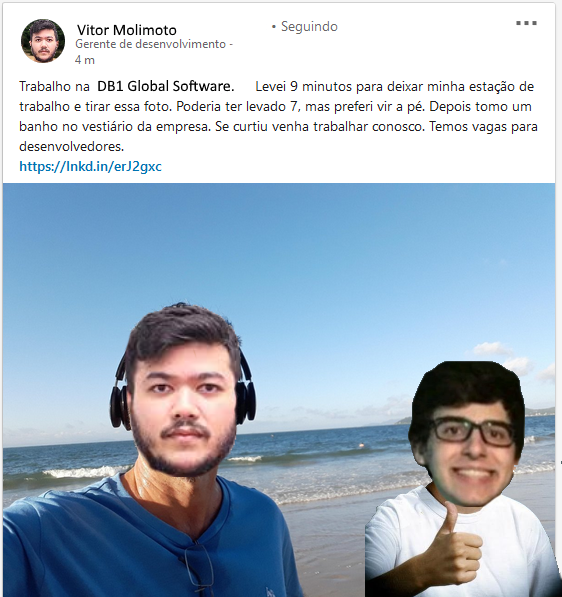 Vitor Molimoto
• Seguindo
Gerente de desenvolvimento -
4 m
Trabalho na DB1 Global Software. Levei 9 minutos para deixar minha estação de
trabalho e tirar essa foto. Poderia ter levado 7, mas preferi vir a pé. Depois tomo um
banho no vestiário da empresa. Se curtiu venha trabalhar conosco. Temos vagas para
desenvolvedores.
https://lnkd.in/erJ2gxc